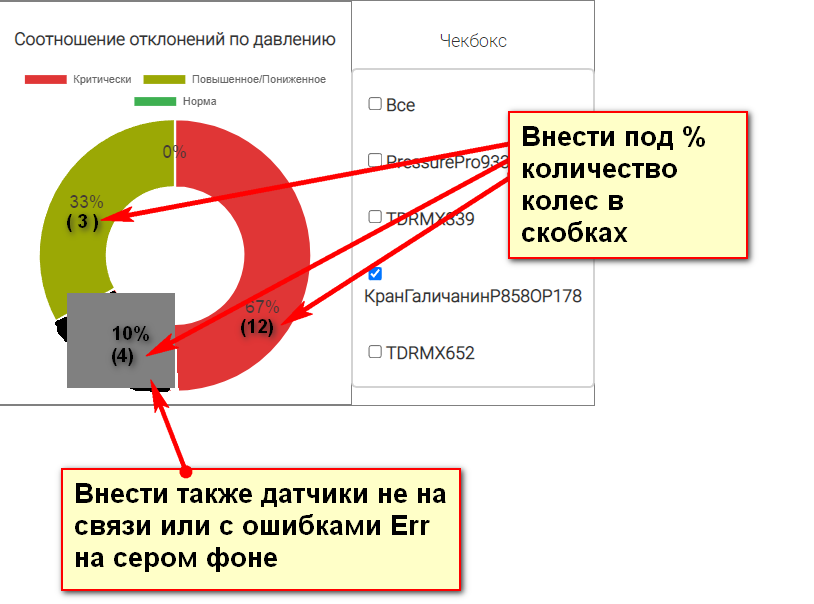 Соотношение отклонений по давлению
Критически
Повышенное/Пониженное
Норма
0%
33%
( 3 )
67%
(12)
10%
(4)
Чекбокс
Все
PressurePro933
TDRMX839
КранГаличанинР858ОР178
TDRMX652
Внести под %
количество
колес в
скобках
Внести также датчики не на
связи или с ошибками Err
на сером фоне